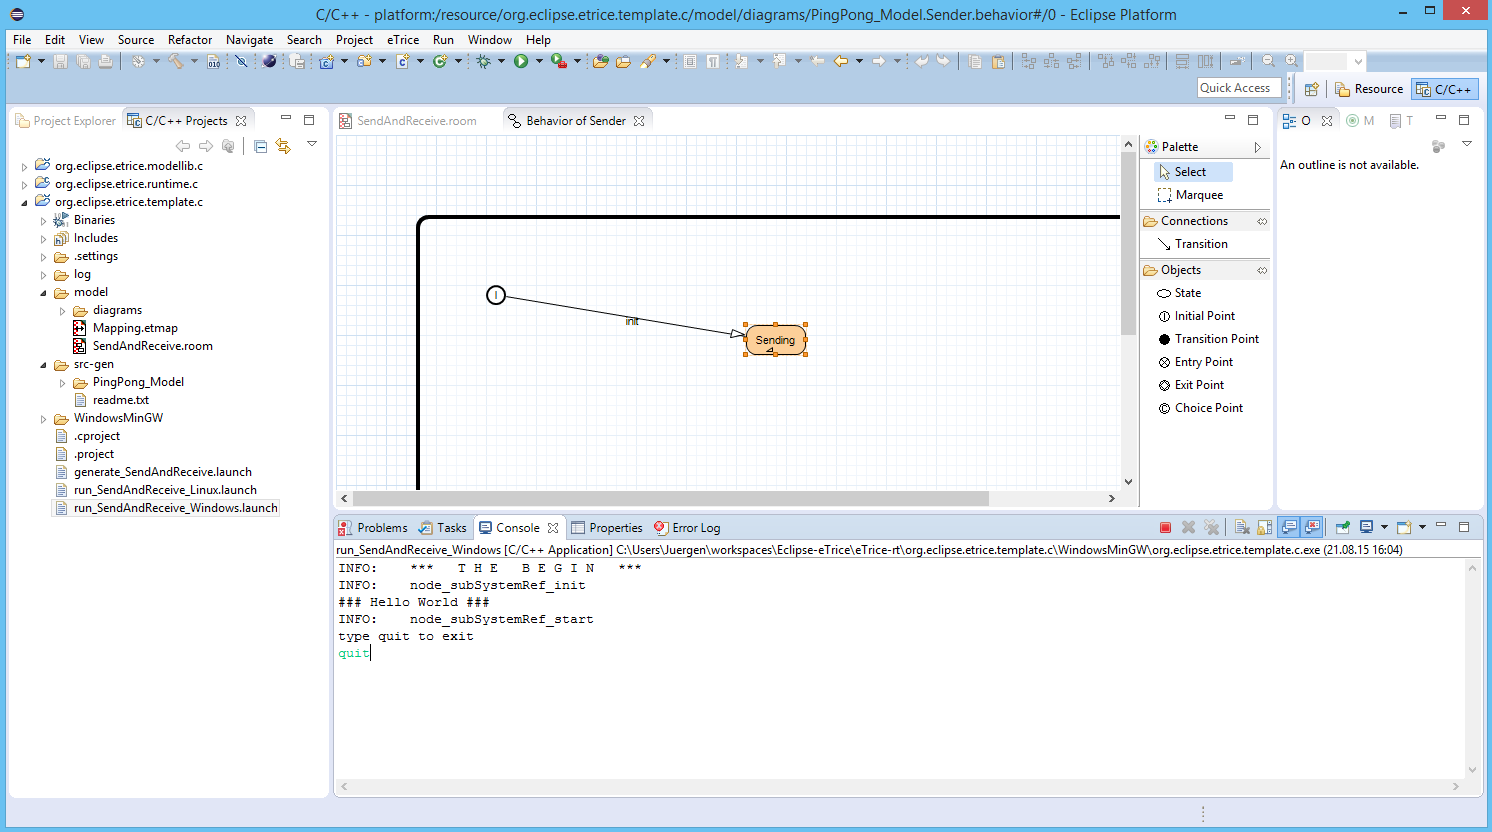 C/C++ - platform:/resource/org.eclipse.etrice.template.c/model/diagrams/PingPong_Model.Sender.behavior#/0 - Eclipse Platform
File Edit View Source Refactor Navigate Search Project eTrice Run Window Help
Quick Access
Resource
C/C++
Project Explorer
C/C++ Projects
org.eclipse.etrice.modellib.c
org.eclipse.etrice.runtime.c
org.eclipse.etrice.template.c
Binaries
Includes
.settings
log
model
diagrams
Mapping.etmap
SendAndReceive.room
src-gen
PingPong_Model
readme.txt
WindowsMinGW
.cproject
.project
generate_SendAndReceive.launch
run_SendAndReceive_Linux.launch
run_SendAndReceive_Windows.launch
SendAndReceive.room
Behavior of Sender
I
init
Sending
Palette
Select
Marquee
Connections
Transition
Objects
State
Initial Point
Transition Point
Entry Point
Exit Point
Choice Point
O
M
T
An outline is not available.
Problems
Tasks
Console
Properties
Error Log
run_SendAndReceive_Windows [C/C++ Application] C:\Users\Juergen\workspaces\Eclipse-eTrice\eTrice-rt\org.eclipse.etrice.template.c\WindowsMinGW\org.eclipse.etrice.template.c.exe (21.08.15 16:04)
INFO: *** T H E B E G I N ***
INFO: node_subSystemRef_init
### Hello World ###
INFO: node_subSystemRef_start
type quit to exit
quit